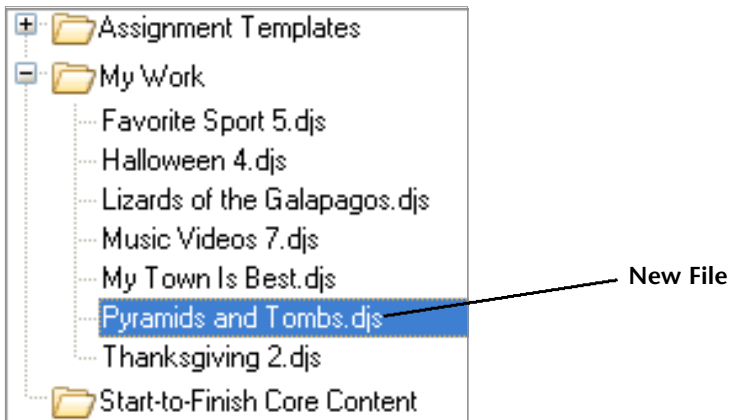 Assignment Templates
My Work
Favorite Sport 5.djs
Halloween 4.djs
Lizards of the Galapagos.djs
Music Videos 7.djs
My Town Is Best.djs
New File
Pyramids and Tombs.djs
Thanksgiving 2.djs
Start-to-Finish Core Content